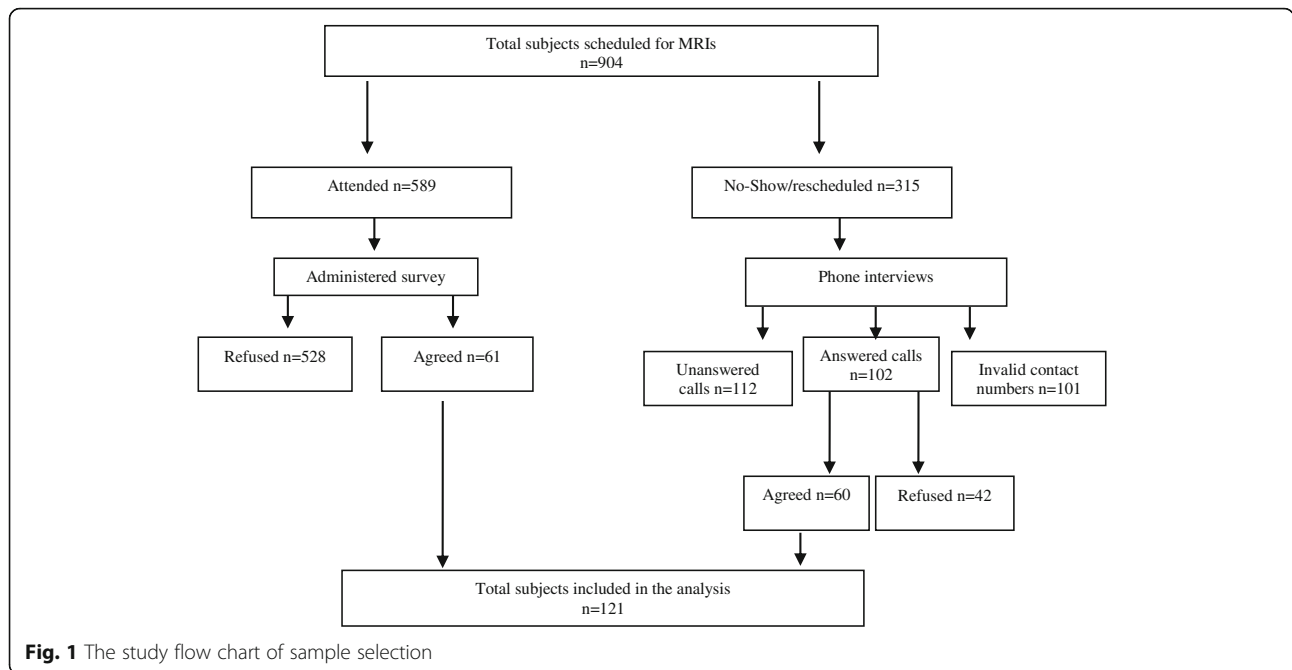 Total subjects scheduled for MRIs
n=904
Attended n=589
No-Show/rescheduled n=315
Administered survey
Phone interviews
Refused n=528
Agreed n=61
Unanswered
calls n=112
Answered calls
n=102
Invalid contact
numbers n=101
Agreed n=60
Refused n=42
Total subjects included in the analysis
n=121
Fig. 1 The study flow chart of sample selection